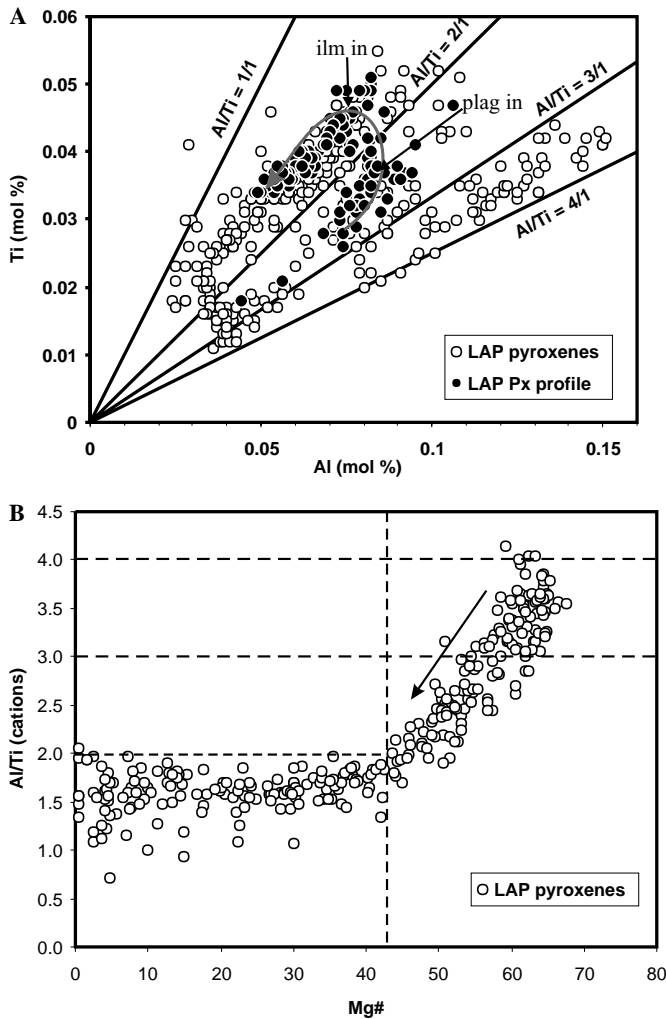 A
0.06
0.05
0.04
0.03
0.02
0.01
0.00
Ti (mol %)
ilm in
plag in
Al/Ti = 1/1
Al/Ti = 2/1
Al/Ti = 3/1
Al/Ti = 4/1
LAP pyroxenes
LAP Px profile
0 0.05 0.1 0.15
Al (mol %)
B
4.5
4.0
3.5
3.0
2.5
2.0
1.5
1.0
0.5
0.0
Al/Ti (cations)
LAP pyroxenes
0 10 20 30 40 50 60 70 80
Mg#